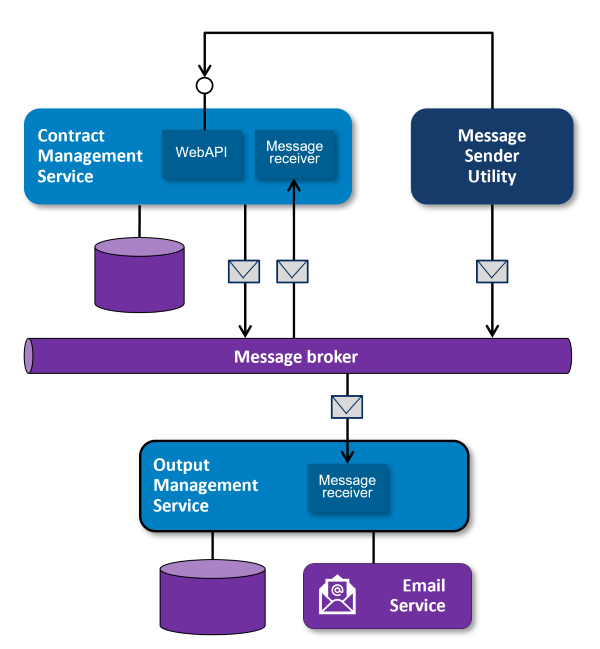 Contract
Management
Service
WebAPI
Message
receiver
Message
Sender
Utility
Message broker
Output
Management
Service
Message
receiver
@
Email
Service